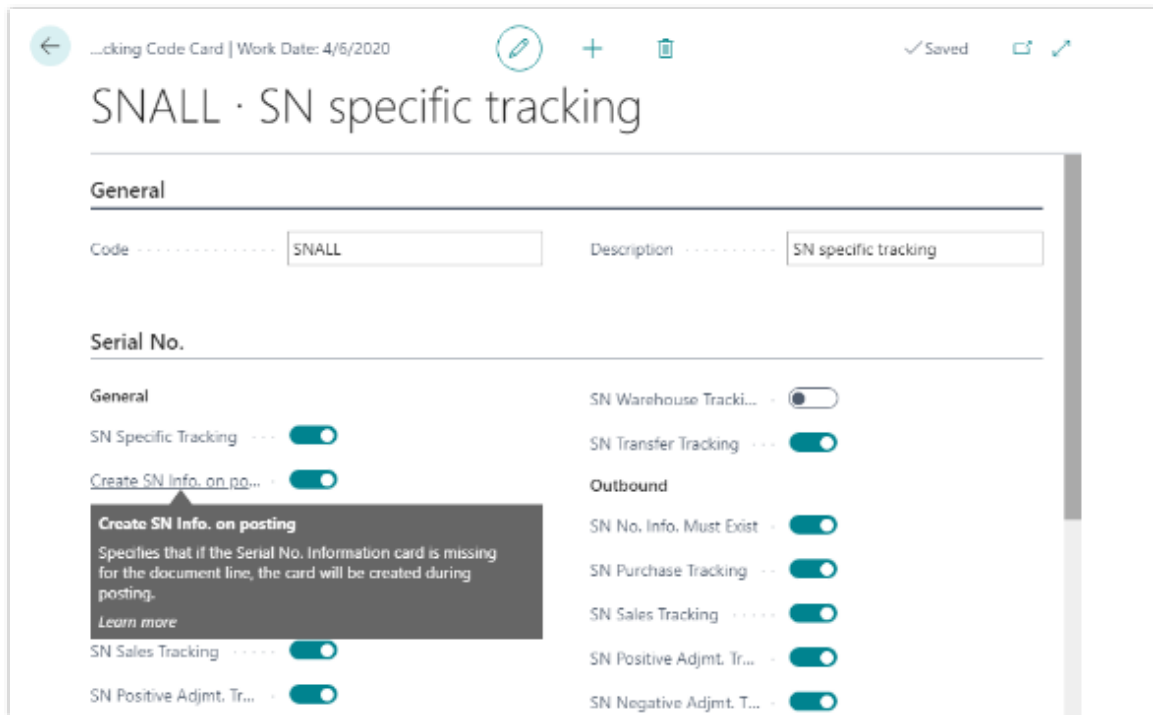 ...cking Code Card | Work Date: 4/6/2020
Saved
SNALL · SN specific tracking
General
Code
SNALL
Description
SN specific tracking
Serial No.
General
SN Specific Tracking
Create SN Info. on po...
Create SN Info. on posting
Specifies that if the Serial No. Information card is missing
for the document line, the card will be created during
posting.
Learn more
SN Sales Tracking
SN Positive Adjmt. Tr...
SN Warehouse Tracki...
SN Transfer Tracking
Outbound
SN No. Info. Must Exist
SN Purchase Tracking
SN Sales Tracking
SN Positive Adjmt. Tr...
SN Negative Adjmt. T...